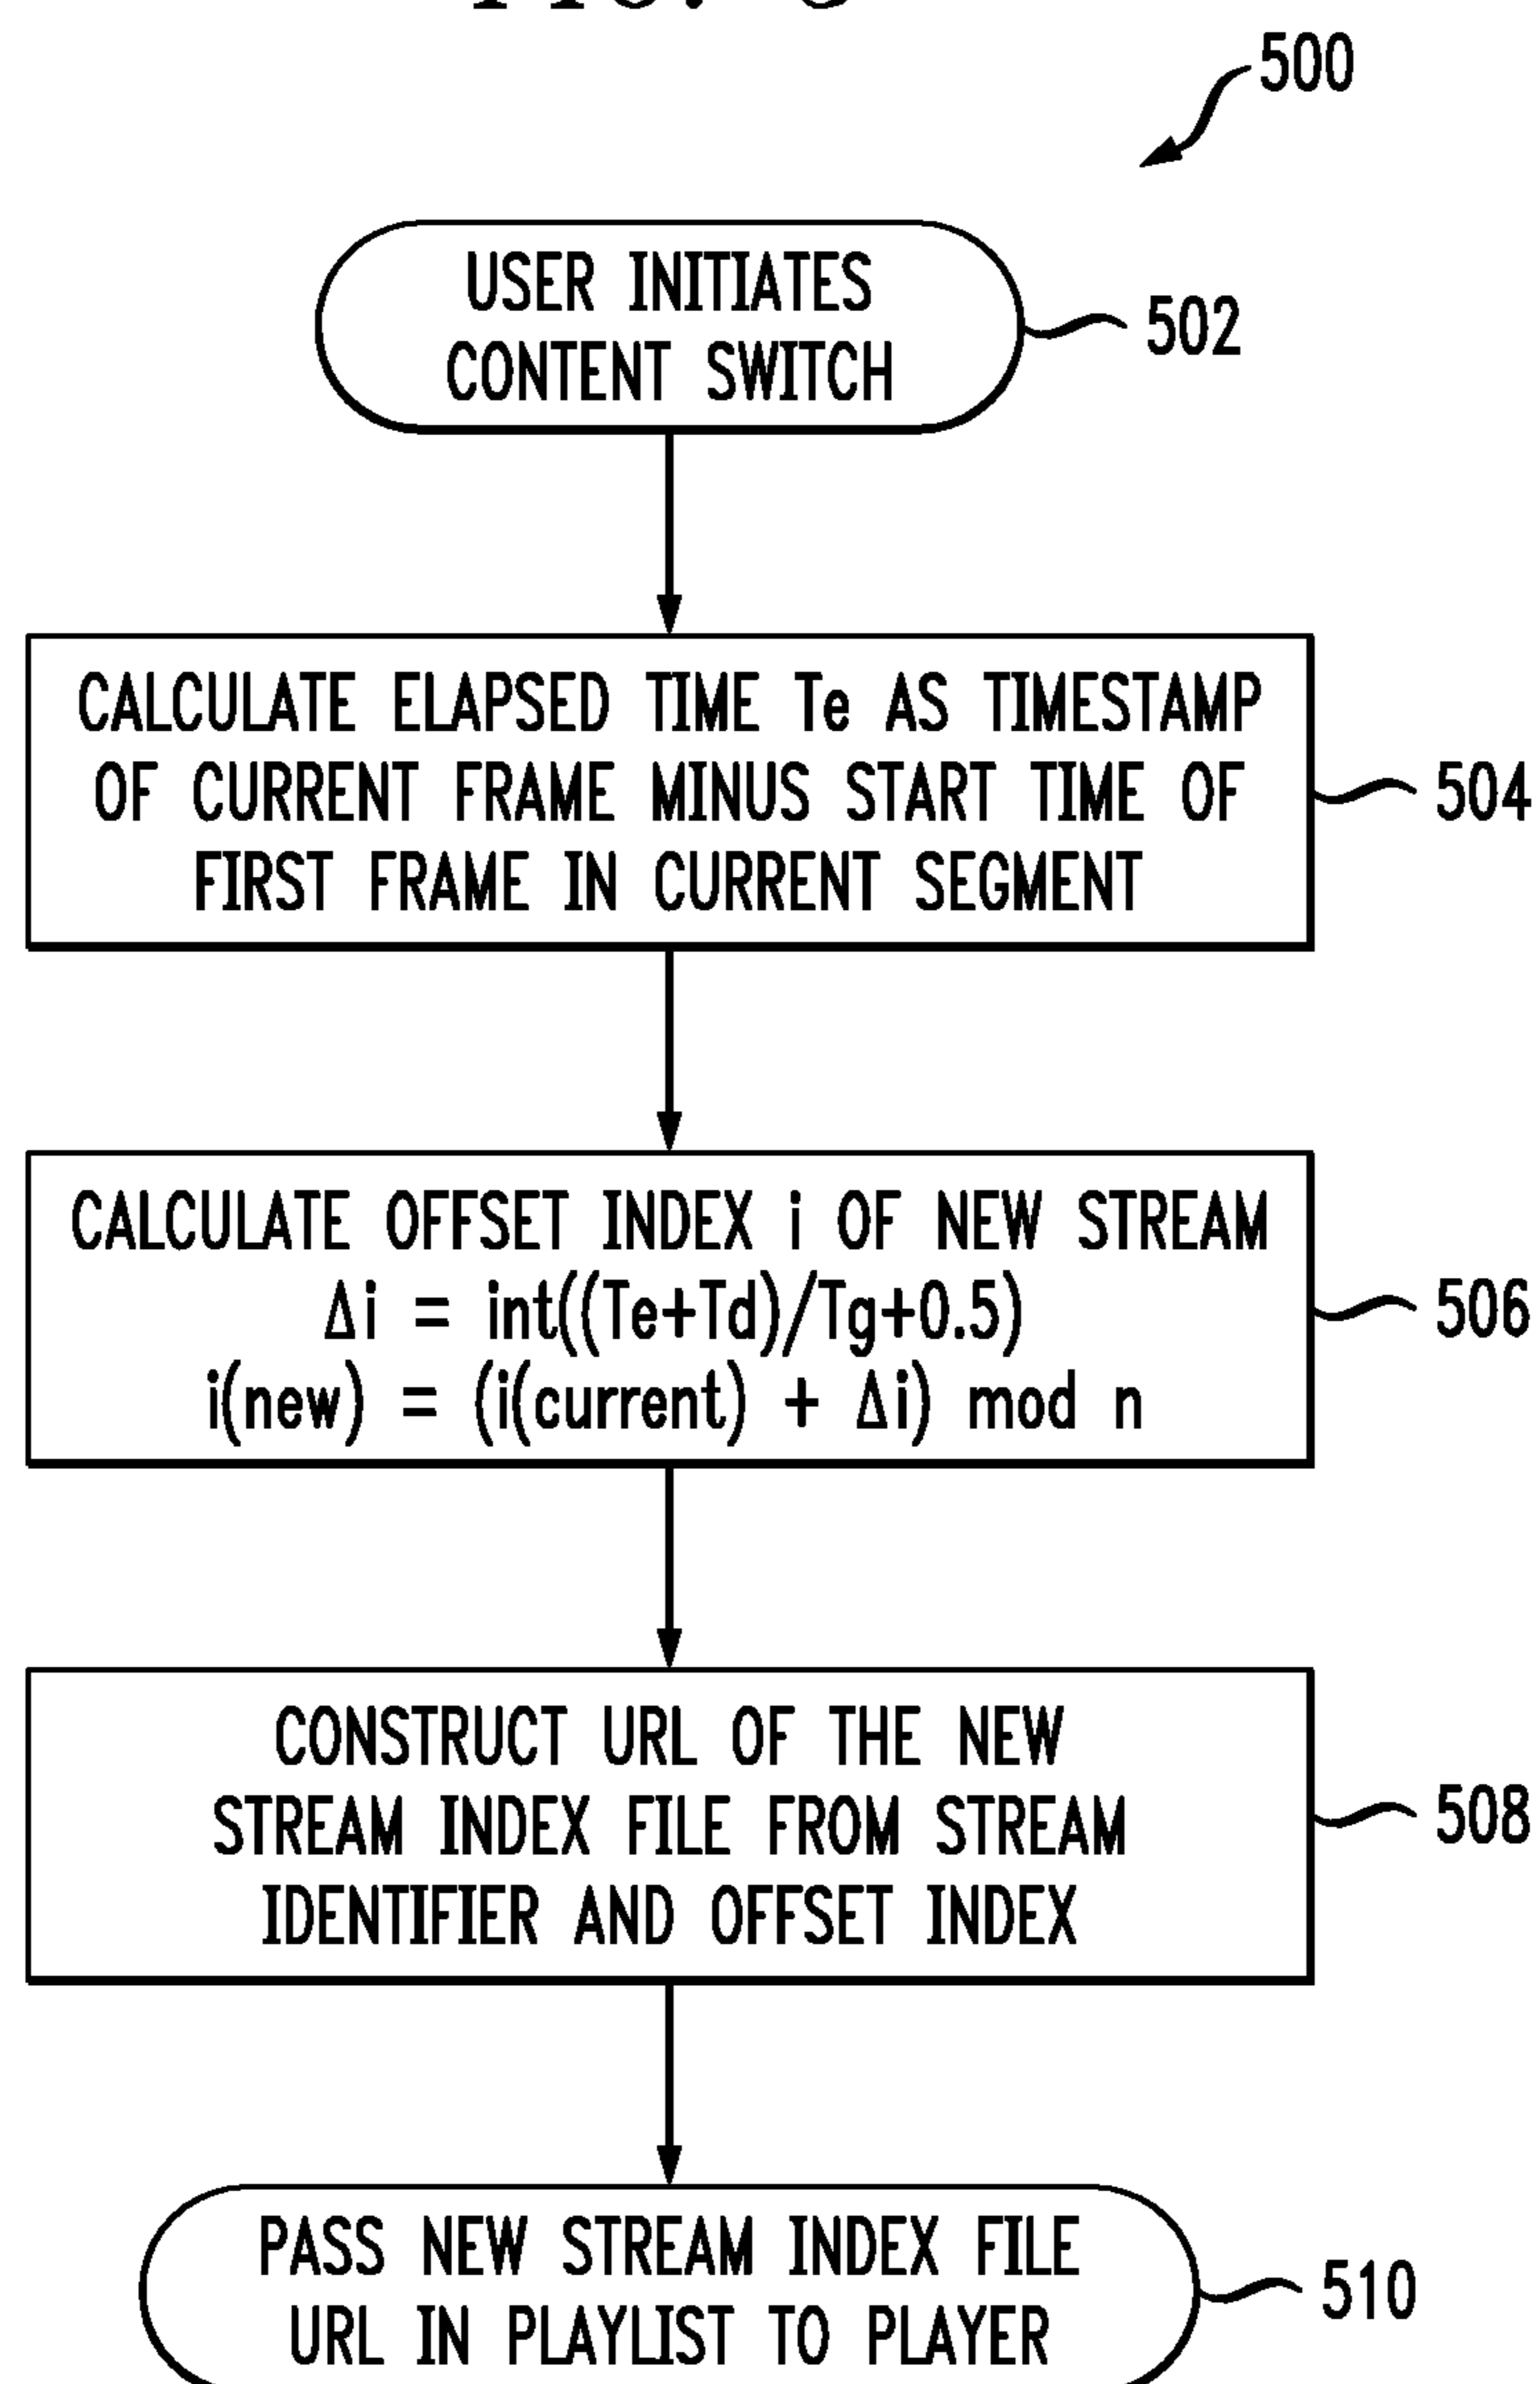 500
USER INITIATES
CONTENT SWITCH
502
CALCULATE ELAPSED TIME Te AS TIMESTAMP
OF CURRENT FRAME MINUS START TIME OF
FIRST FRAME IN CURRENT SEGMENT
504
CALCULATE OFFSET INDEX i OF NEW STREAM
Δi = int((Te+Td)/Tg+0.5)
i(new) = (i(current) + Δi) mod n
506
CONSTRUCT URL OF THE NEW
STREAM INDEX FILE FROM STREAM
IDENTIFIER AND OFFSET INDEX
508
PASS NEW STREAM INDEX FILE
URL IN PLAYLIST TO PLAYER
510